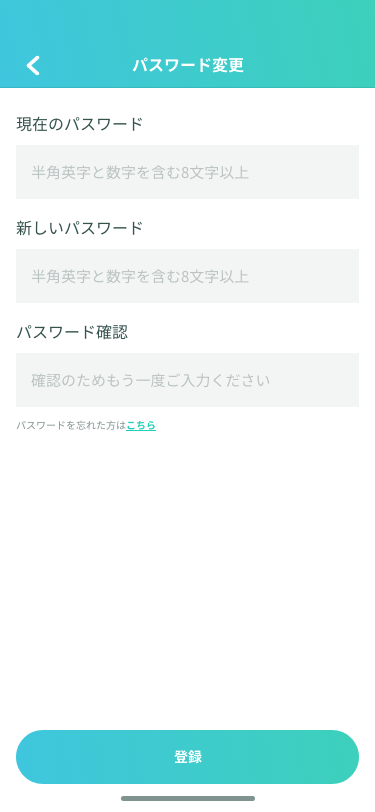 パスワード変更
現在のパスワード
半角英字と数字を含む8文字以上
新しいパスワード
半角英字と数字を含む8文字以上
パスワード確認
確認のためもう一度ご入力ください
パスワードを忘れた方はこちら
登録